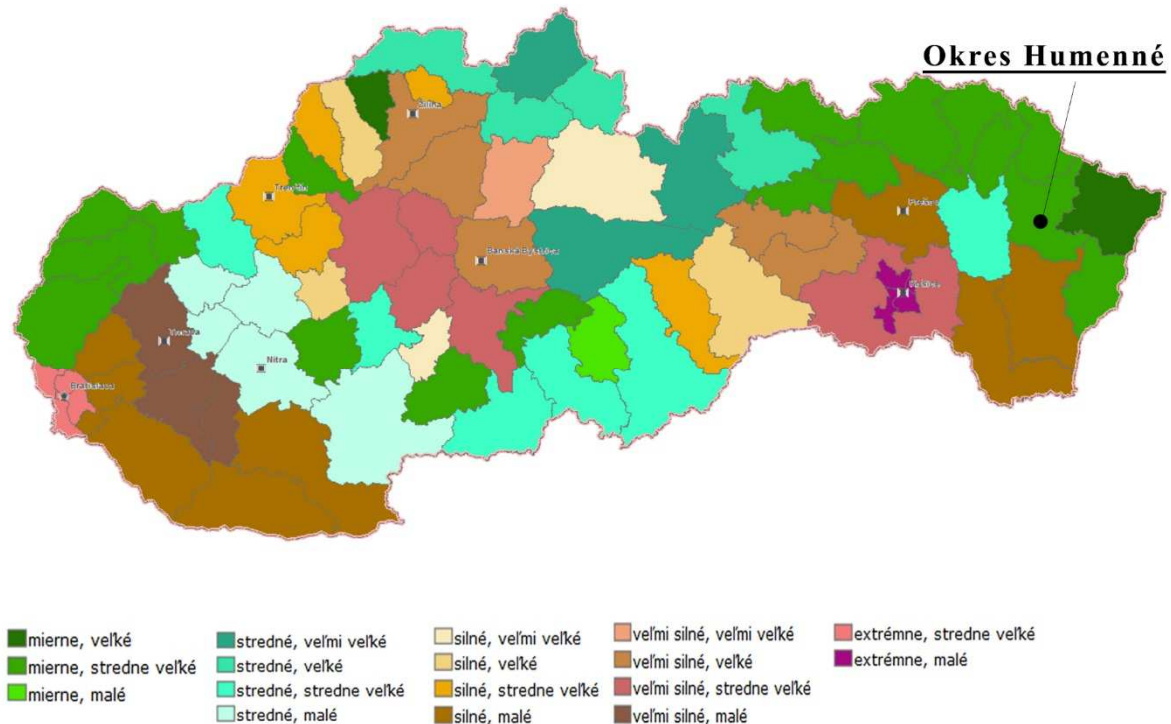 Okres Humenné
Žilina
Trenčín
Prešov
Banská Bystrica
Košice
Trnava
Nitra
Bratislava
mierne, veľké
mierne, stredne veľké
mierne, malé
stredné, veľmi veľké
stredné, veľké
stredné, stredne veľké
stredné, malé
silné, veľmi veľké
silné, veľké
silné, stredne veľké
silné, malé
veľmi silné, veľmi veľké
veľmi silné, veľké
veľmi silné, stredne veľké
veľmi silné, malé
extrémne, stredne veľké
extrémne, malé